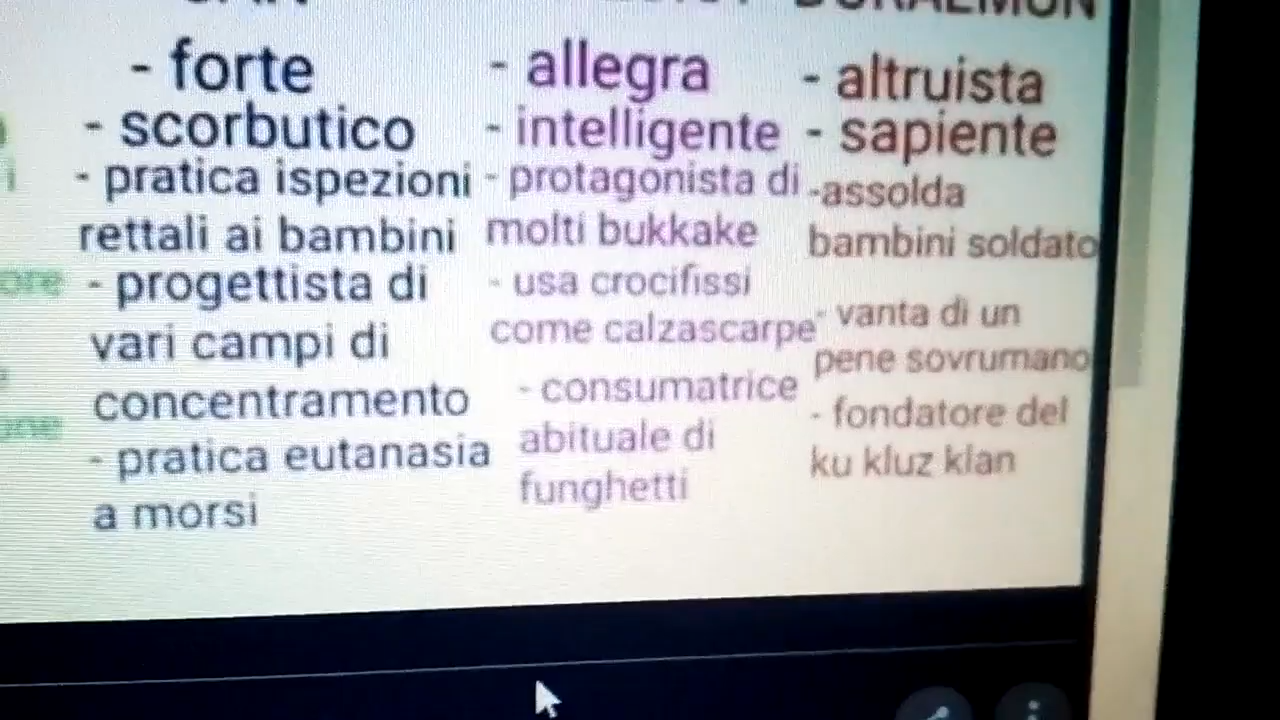 - forte
- scorbutico
- pratica ispezioni
rettali ai bambini
- progettista di
vari campi di
concentramento
- pratica eutanasia
a morsi
- allegra
- intelligente
- protagonista di
molti bukkake
- usa crocifissi
come calzascarpe
- consumatrice
abituale di
funghetti
DORAEMON
- altruista
- sapiente
-assolda
bambini soldato
- vanta di un
pene sovrumano
- fondatore del
ku kluz klan